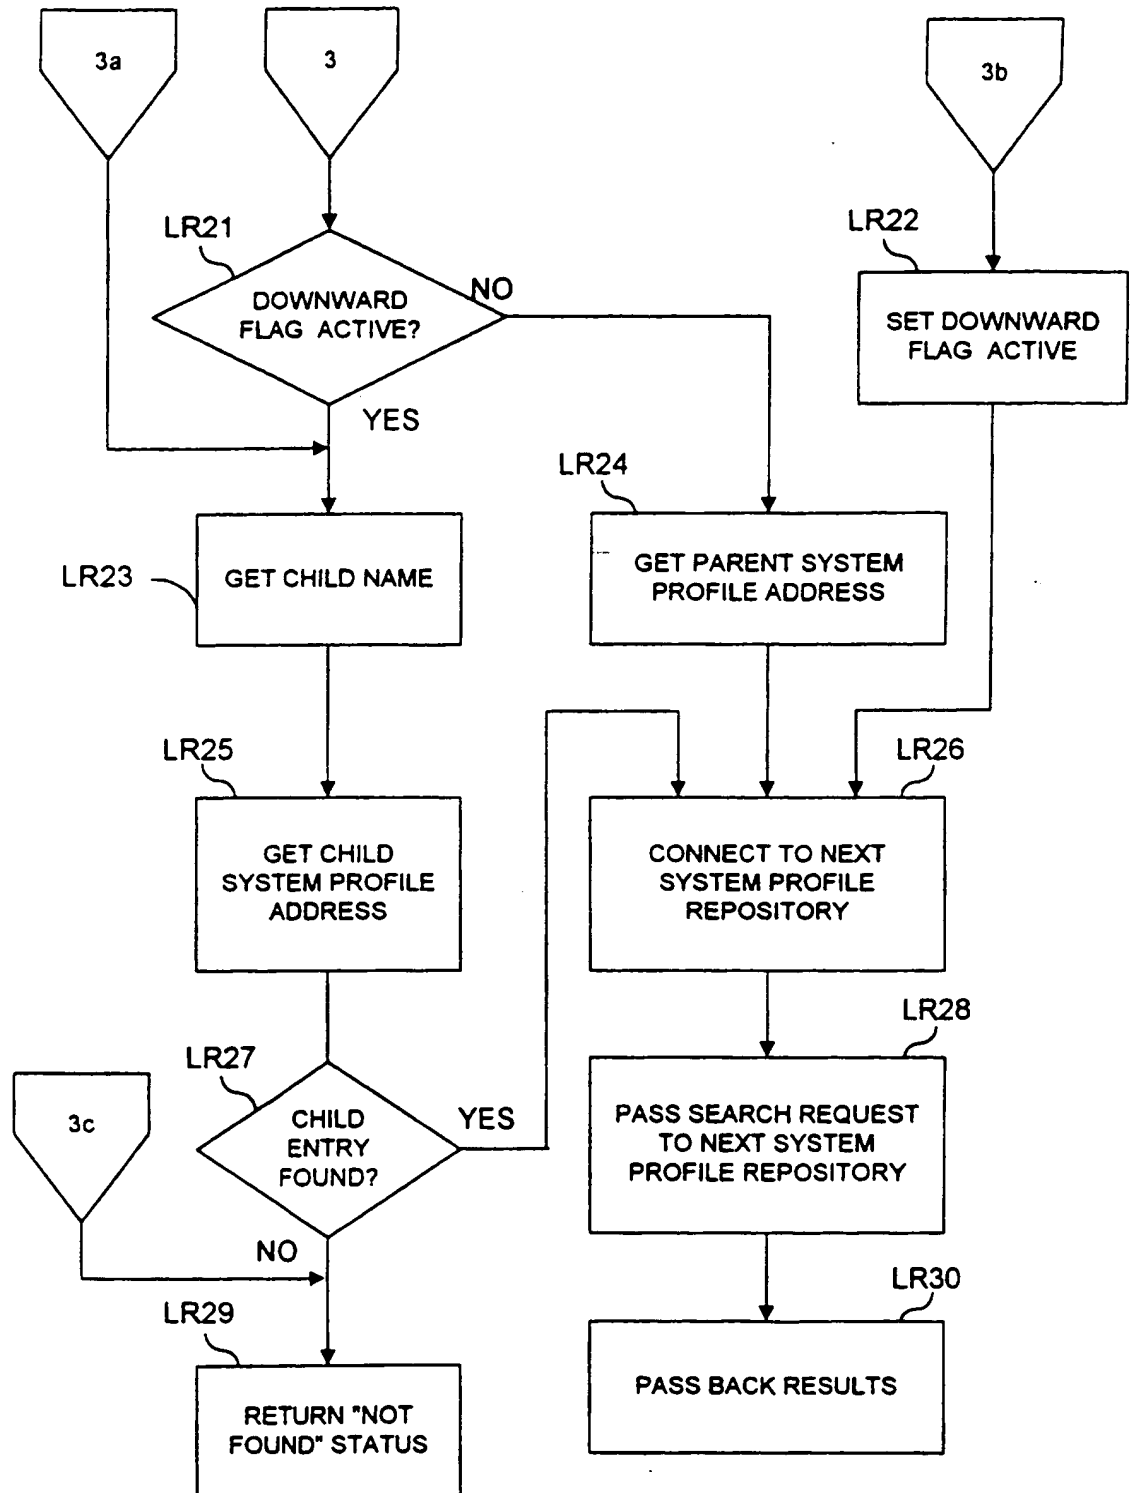 3a
3
3b
LR21
DOWNWARD
FLAG ACTIVE?
NO
YES
LR22
SET DOWNWARD
FLAG ACTIVE
LR23
GET CHILD NAME
LR24
GET PARENT SYSTEM
PROFILE ADDRESS
LR25
GET CHILD
SYSTEM PROFILE
ADDRESS
LR26
CONNECT TO NEXT
SYSTEM PROFILE
REPOSITORY
3c
LR27
CHILD
ENTRY
FOUND?
YES
NO
LR28
PASS SEARCH REQUEST
TO NEXT SYSTEM
PROFILE REPOSITORY
LR29
RETURN "NOT
FOUND" STATUS
LR30
PASS BACK RESULTS